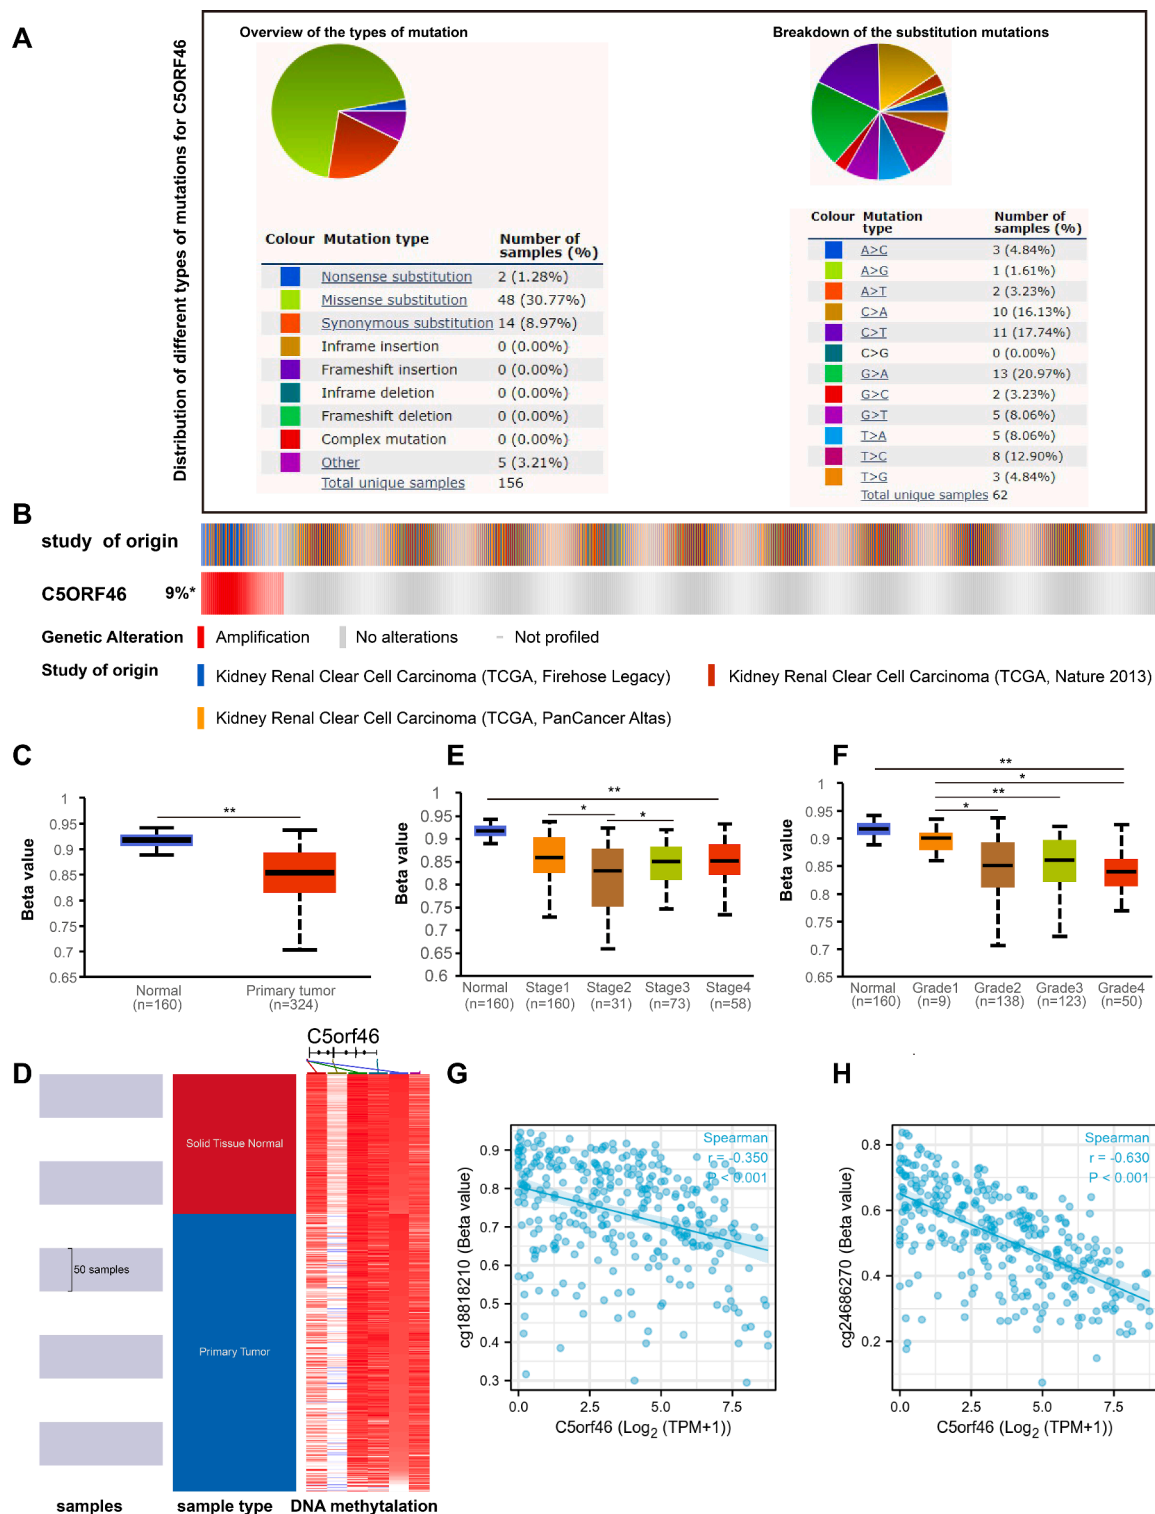 A
Distribution of different types of mutations for C5ORF46
Overview of the types of mutation
Colour Mutation type Number of samples (%)
Nonsense substitution 2 (1.28%)
Missense substitution 48 (30.77%)
Synonymous substitution 14 (8.97%)
Inframe insertion 0 (0.00%)
Frameshift insertion 0 (0.00%)
Inframe deletion 0 (0.00%)
Frameshift deletion 0 (0.00%)
Complex mutation 0 (0.00%)
Other 5 (3.21%)
Total unique samples 156
Breakdown of the substitution mutations
Colour Mutation type Number of samples (%)
A>C 3 (4.84%)
A>G 1 (1.61%)
A>T 2 (3.23%)
C>A 10 (16.13%)
C>T 11 (17.74%)
C>G 0 (0.00%)
G>A 13 (20.97%)
G>C 2 (3.23%)
G>T 5 (8.06%)
T>A 5 (8.06%)
T>C 8 (12.90%)
T>G 3 (4.84%)
Total unique samples 62
B
study of origin
C5ORF46 9%*
Genetic Alteration Amplification No alterations Not profiled
Study of origin Kidney Renal Clear Cell Carcinoma (TCGA, Firehose Legacy) Kidney Renal Clear Cell Carcinoma (TCGA, Nature 2013)
Kidney Renal Clear Cell Carcinoma (TCGA, PanCancer Altas)
C
Beta value
1
0.95
0.9
0.85
0.8
0.75
0.7
0.65
**
Normal Primary tumor
(n=160) (n=324)
E
Beta value
1
0.95
0.9
0.85
0.8
0.75
0.7
0.65
0.6
**
* *
Normal Stage1 Stage2 Stage3 Stage4
(n=160) (n=160) (n=31) (n=73) (n=58)
F
Beta value
1
0.95
0.9
0.85
0.8
0.75
0.7
0.65
**
*
**
*
Normal Grade1 Grade2 Grade3 Grade4
(n=160) (n=9) (n=138) (n=123) (n=50)
D
C5orf46
Solid Tissue Normal
50 samples
Primary Tumor
samples sample type DNA methytalation
G
cg18818210 (Beta value)
0.9
0.8
0.7
0.6
0.5
0.4
0.3
Spearman
r = -0.350
P < 0.001
0.0 2.5 5.0 7.5
C5orf46 (Log2 (TPM+1))
H
cg24686270 (Beta value)
0.8
0.6
0.4
0.2
Spearman
r = -0.630
P < 0.001
0.0 2.5 5.0 7.5
C5orf46 (Log2 (TPM+1))